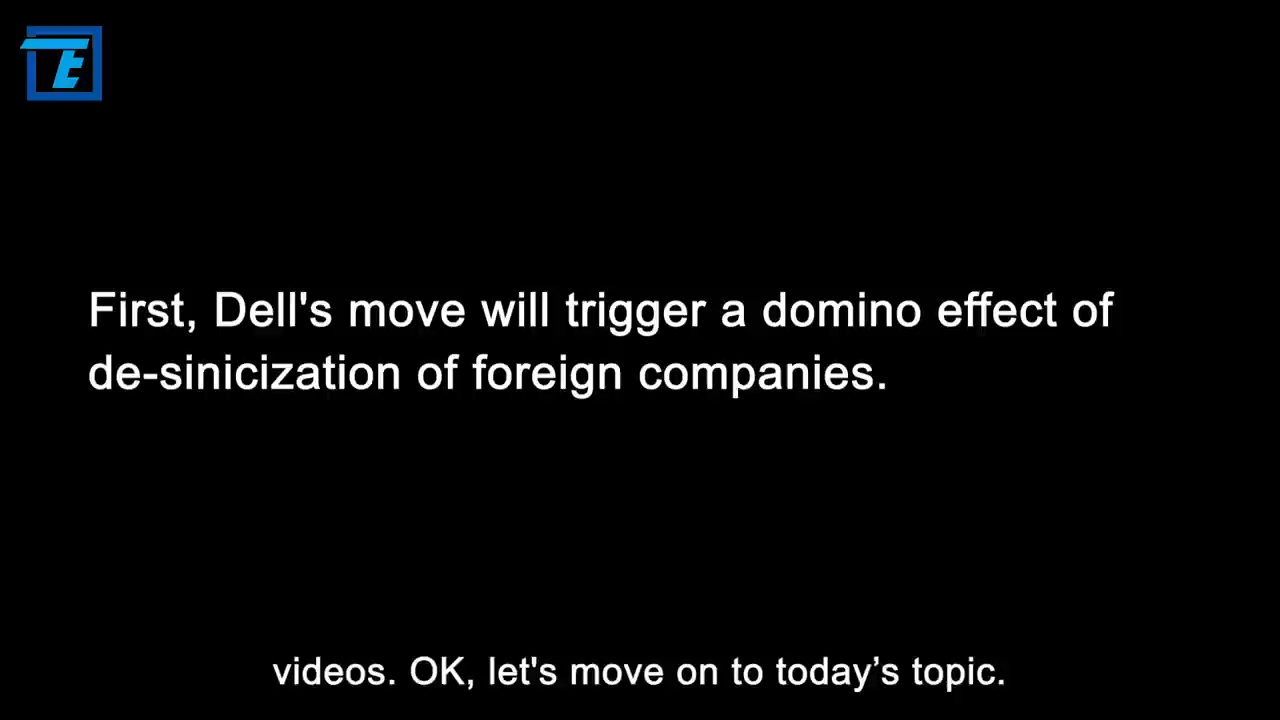 TE
First, Dell's move will trigger a domino effect of
de-sinicization of foreign companies.
videos. OK, let's move on to today’s topic.